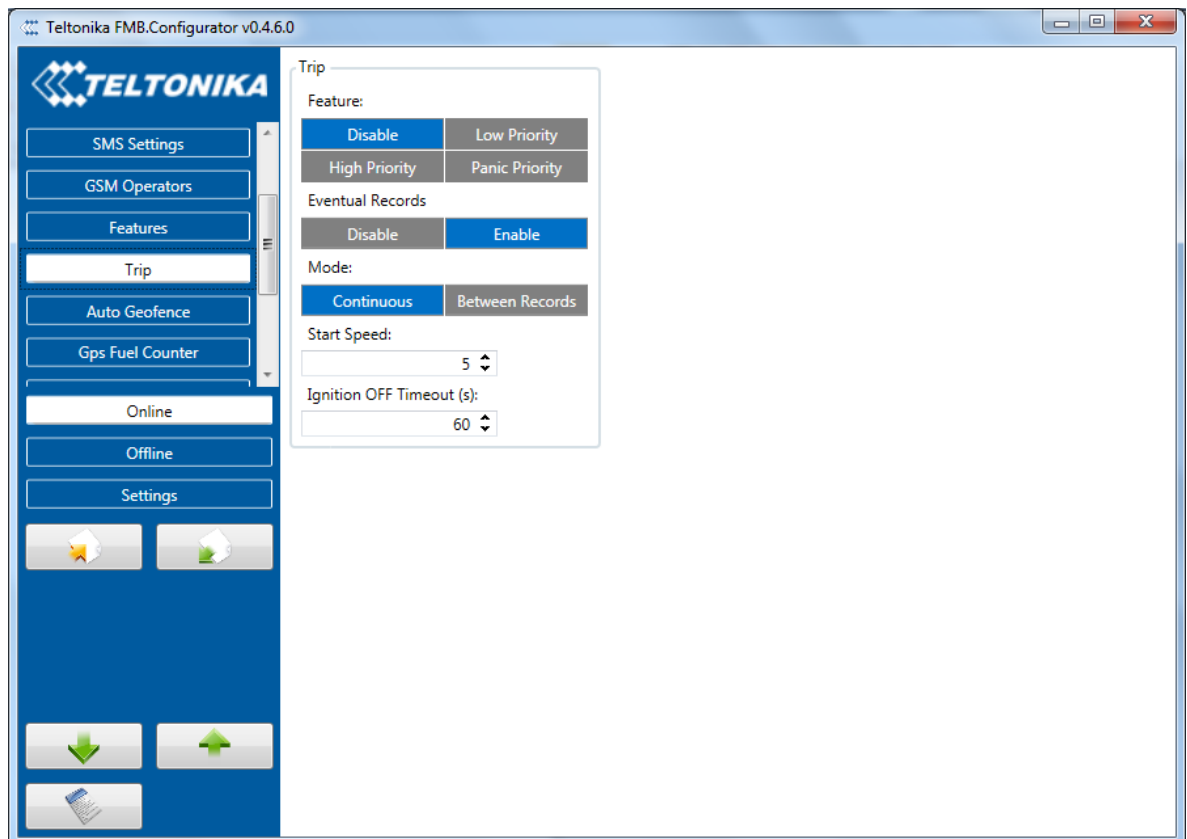 Teltonika FMB.Configurator v0.4.6.0
TELTONIKA
SMS Settings
GSM Operators
Features
Trip
Auto Geofence
Gps Fuel Counter
Online
Offline
Settings
Trip
Feature:
Disable Low Priority
High Priority Panic Priority
Eventual Records
Disable Enable
Mode:
Continuous Between Records
Start Speed:
5
Ignition OFF Timeout (s):
60